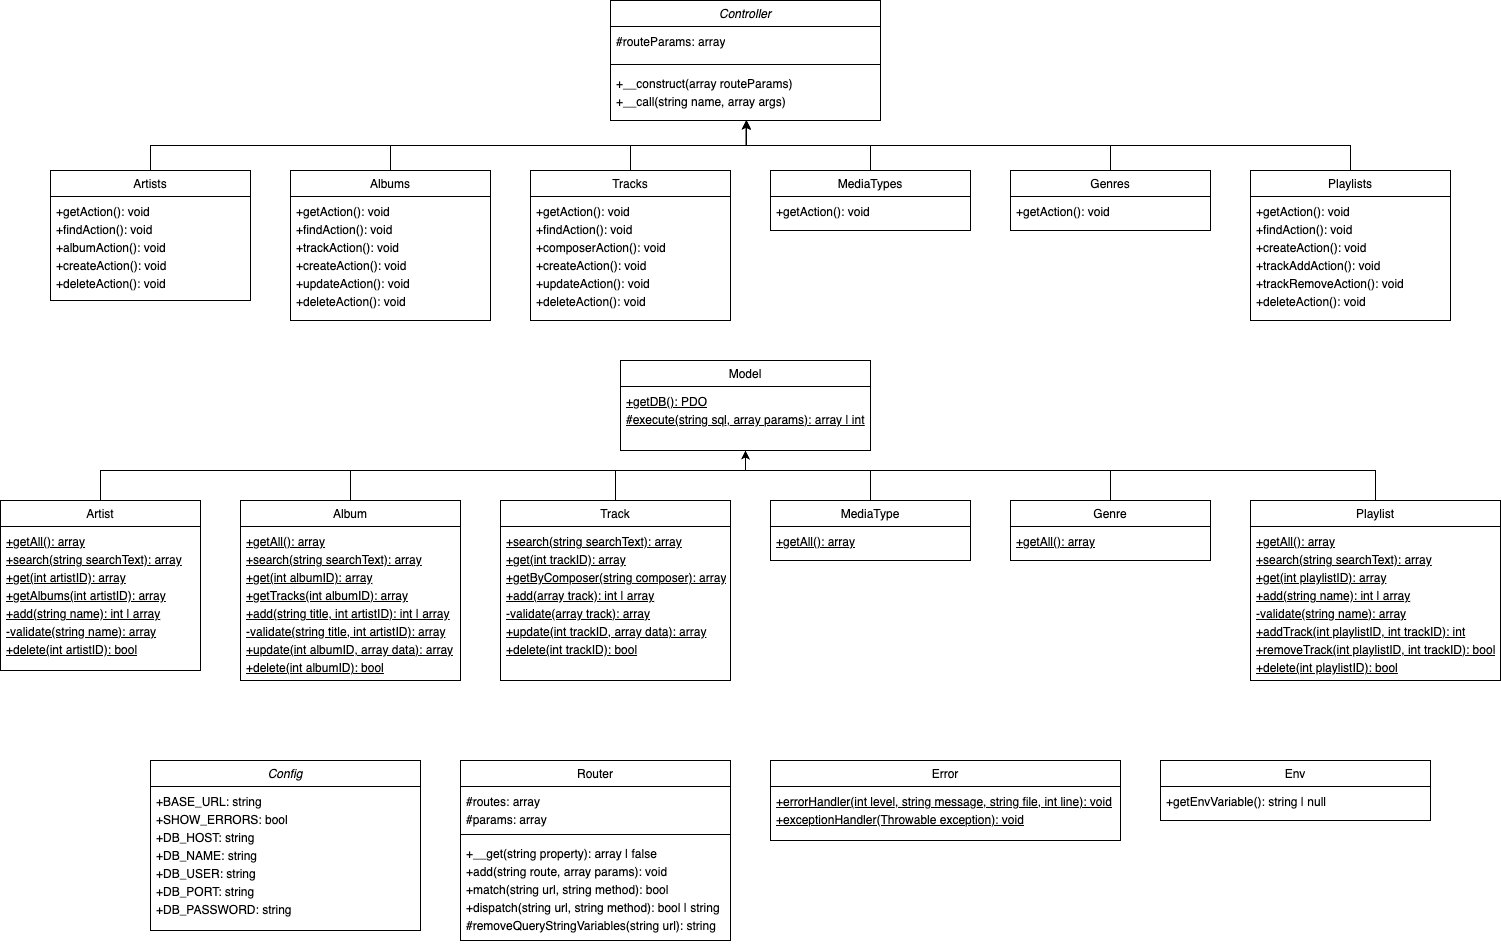 Controller
#routeParams: array
+__construct(array routeParams)
+__call(string name, array args)
Artists
+getAction(): void
+findAction(): void
+albumAction(): void
+createAction(): void
+deleteAction(): void
Albums
+getAction(): void
+findAction(): void
+trackAction(): void
+createAction(): void
+updateAction(): void
+deleteAction(): void
Tracks
+getAction(): void
+findAction(): void
+composerAction(): void
+createAction(): void
+updateAction(): void
+deleteAction(): void
MediaTypes
+getAction(): void
Genres
+getAction(): void
Playlists
+getAction(): void
+findAction(): void
+createAction(): void
+trackAddAction(): void
+trackRemoveAction(): void
+deleteAction(): void
Model
+getDB(): PDO
#execute(string sql, array params): array | int
Artist
+getAll(): array
+search(string searchText): array
+get(int artistID): array
+getAlbums(int artistID): array
+add(string name): int | array
-validate(string name): array
+delete(int artistID): bool
Album
+getAll(): array
+search(string searchText): array
+get(int albumID): array
+getTracks(int albumID): array
+add(string title, int artistID): int | array
-validate(string title, int artistID): array
+update(int albumID, array data): array
+delete(int albumID): bool
Track
+search(string searchText): array
+get(int trackID): array
+getByComposer(string composer): array
+add(array track): int | array
-validate(array track): array
+update(int trackID, array data): array
+delete(int trackID): bool
MediaType
+getAll(): array
Genre
+getAll(): array
Playlist
+getAll(): array
+search(string searchText): array
+get(int playlistID): array
+add(string name): int | array
-validate(string name): array
+addTrack(int playlistID, int trackID): int
+removeTrack(int playlistID, int trackID): bool
+delete(int playlistID): bool
Config
+BASE_URL: string
+SHOW_ERRORS: bool
+DB_HOST: string
+DB_NAME: string
+DB_USER: string
+DB_PORT: string
+DB_PASSWORD: string
Router
#routes: array
#params: array
+__get(string property): array | false
+add(string route, array params): void
+match(string url, string method): bool
+dispatch(string url, string method): bool | string
#removeQueryStringVariables(string url): string
Error
+errorHandler(int level, string message, string file, int line): void
+exceptionHandler(Throwable exception): void
Env
+getEnvVariable(): string | null